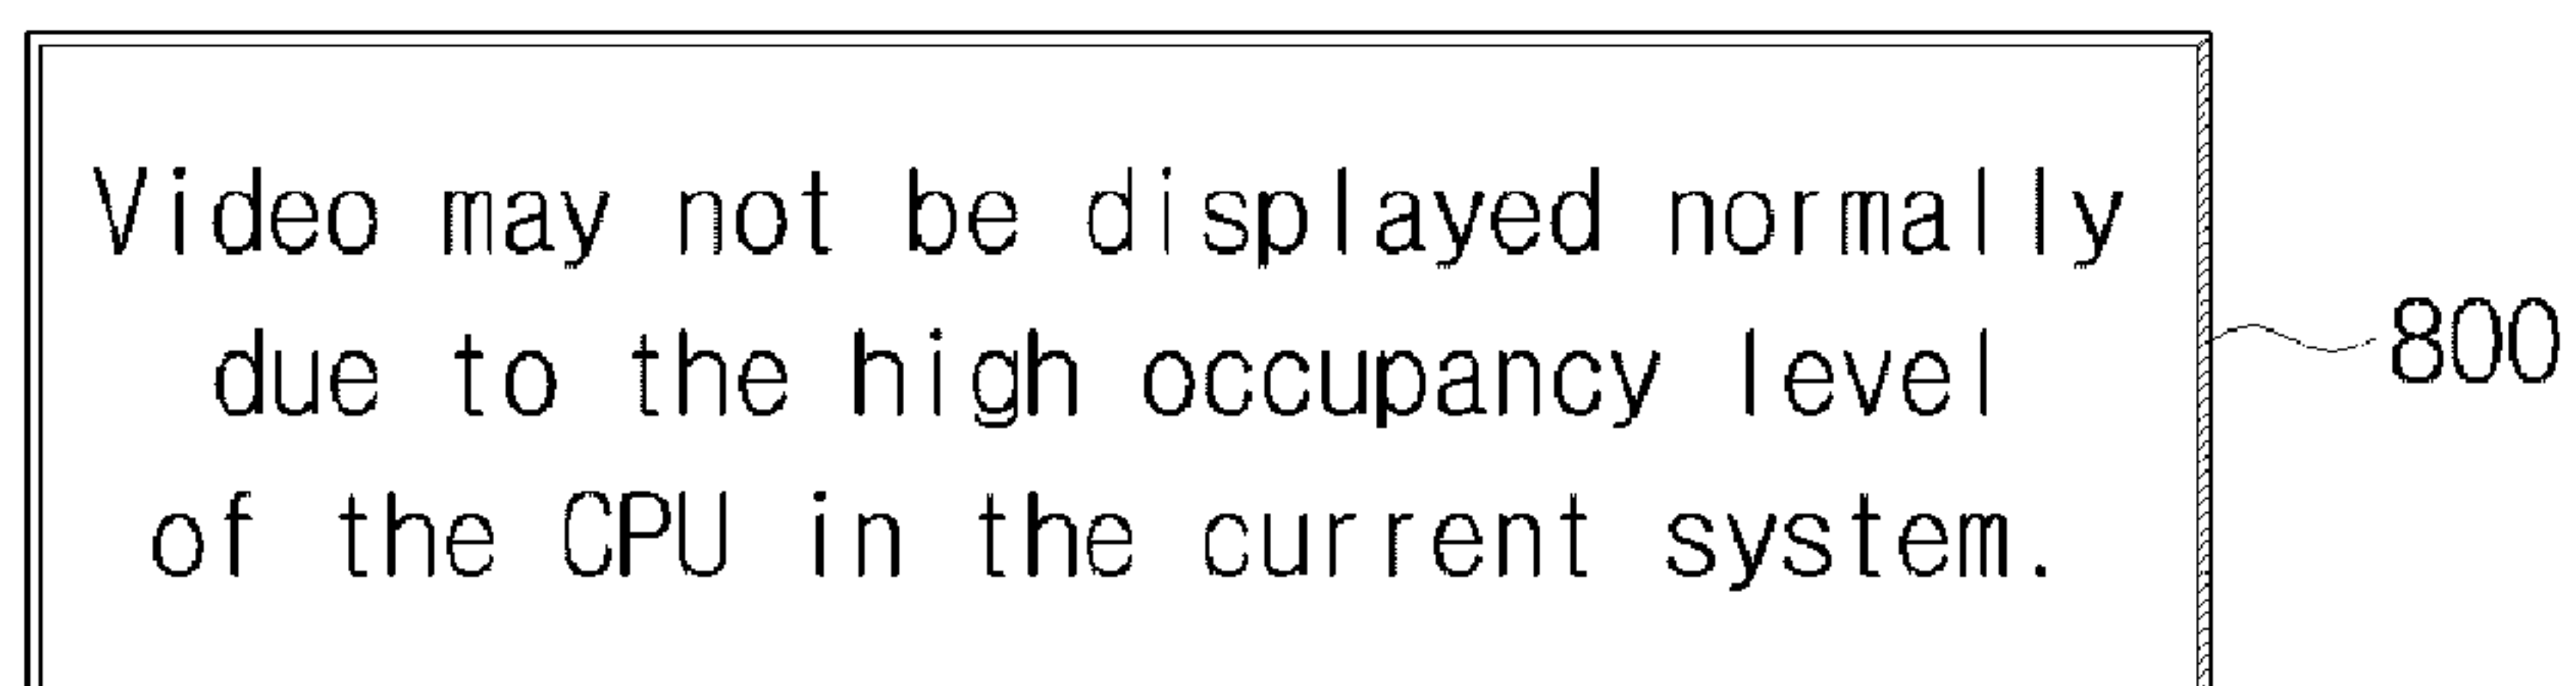 Video may not be displayed normally
due to the high occupancy level
of the CPU in the current system.
800